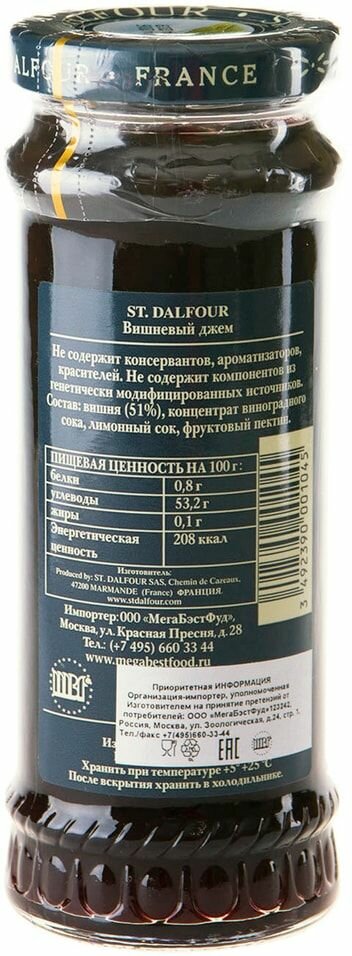 ALFOUR · FRANCE
ST. DALFOUR
Вишневый джем
Не содержит консервантов, ароматизаторов,
красителей. Не содержит компонентов из
генетически модифицированных источников.
Состав: вишня (51%), концентрат виноградного
сока, лимонный сок, фруктовый пектин.
ПИЩЕВАЯ ЦЕННОСТЬ НА 100 г:
белки 0,8 г
углеводы 53,2 г
жиры 0,1 г
Энергетическая
ценность 208 ккал
3 492390 001045
Изготовитель:
Produced by: ST. DALFOUR SAS, Chemin de Cazeaux,
47200 MARMANDE (France) ФРАНЦИЯ.
www.stdalfour.com
Импортер: ООО «МегаБэстФуд»,
Москва, ул. Красная Пресня, д.28
Тел.: (+7 495) 660 33 44
www.megabestfood.ru
Приоритетная ИНФОРМАЦИЯ
Организация-импортер, уполномоченная
Изготовителем на принятие претензий от
потребителей: ООО «МегаБэстФуд»123242,
Россия, Москва, ул. Зоологическая, д.24, стр. 1.
Тел./факс +7(495)660-33-44
EAC
Хранить при температуре +5°+25°С
После вскрытия хранить в холодильнике.